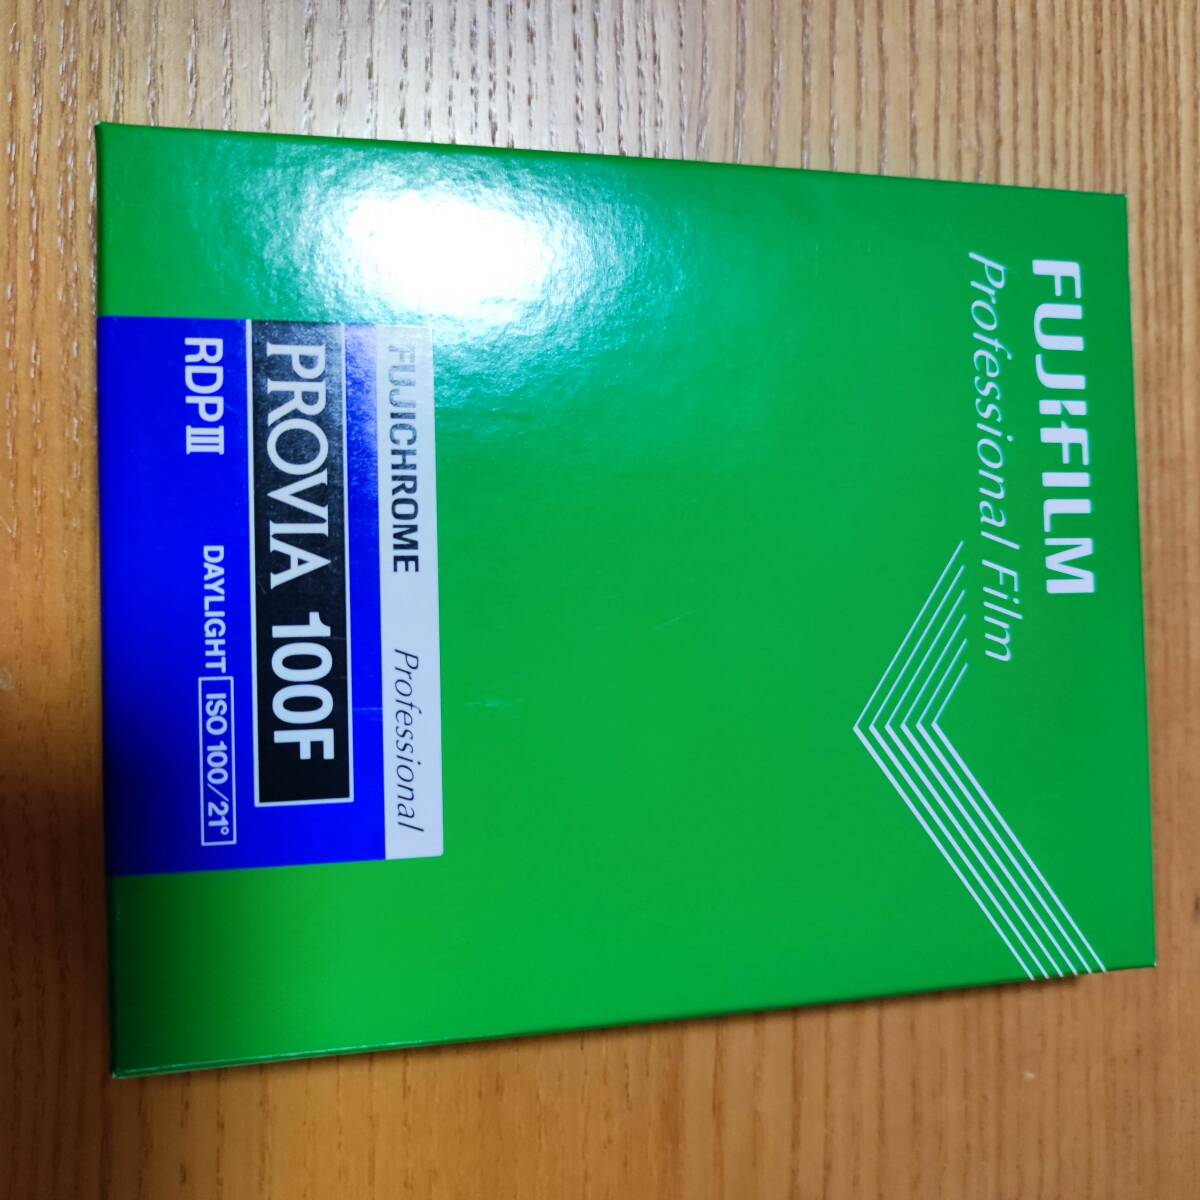 FUJIFILM
Professional Film
FUJICHROME Professional
PROVIA 100F
RDPIII DAYLIGHT ISO 100/21°